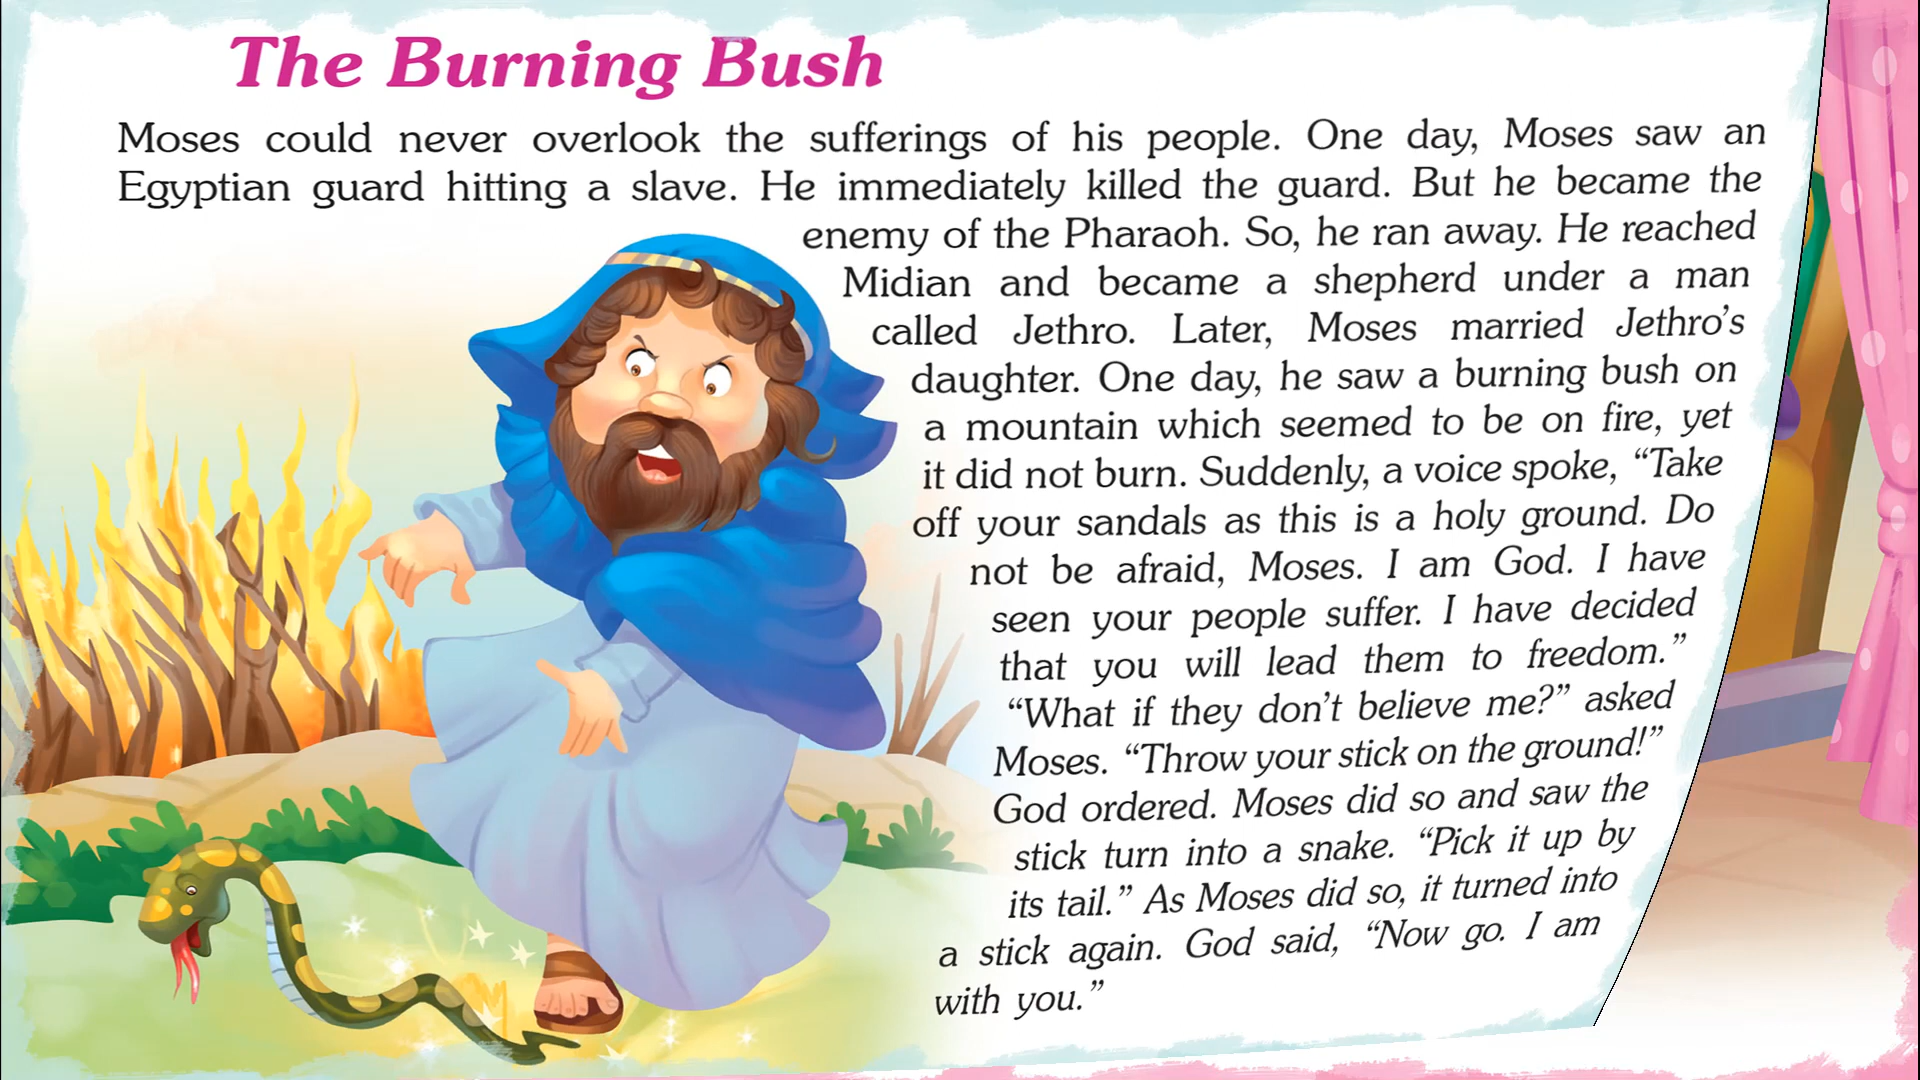 The Burning Bush
Moses could never overlook the sufferings of his people. One day, Moses saw an
Egyptian guard hitting a slave. He immediately killed the guard. But he became the
enemy of the Pharaoh. So, he ran away. He reached
Midian and became a shepherd under a man
called Jethro. Later, Moses married Jethro’s
daughter. One day, he saw a burning bush on
a mountain which seemed to be on fire, yet
it did not burn. Suddenly, a voice spoke, “Take
off your sandals as this is a holy ground. Do
not be afraid, Moses. I am God. I have
seen your people suffer. I have decided
that you will lead them to freedom.”
“What if they don’t believe me?” asked
Moses. “Throw your stick on the ground!”
God ordered. Moses did so and saw the
stick turn into a snake. “Pick it up by
its tail.” As Moses did so, it turned into
a stick again. God said, “Now go. I am
with you.”